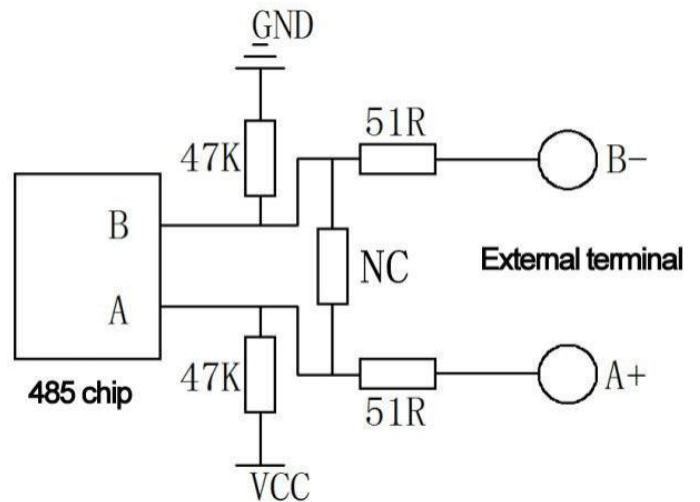 GND
51R
47K
B-
B
NC
External terminal
A
47K
A+
485 chip
51R
VCC